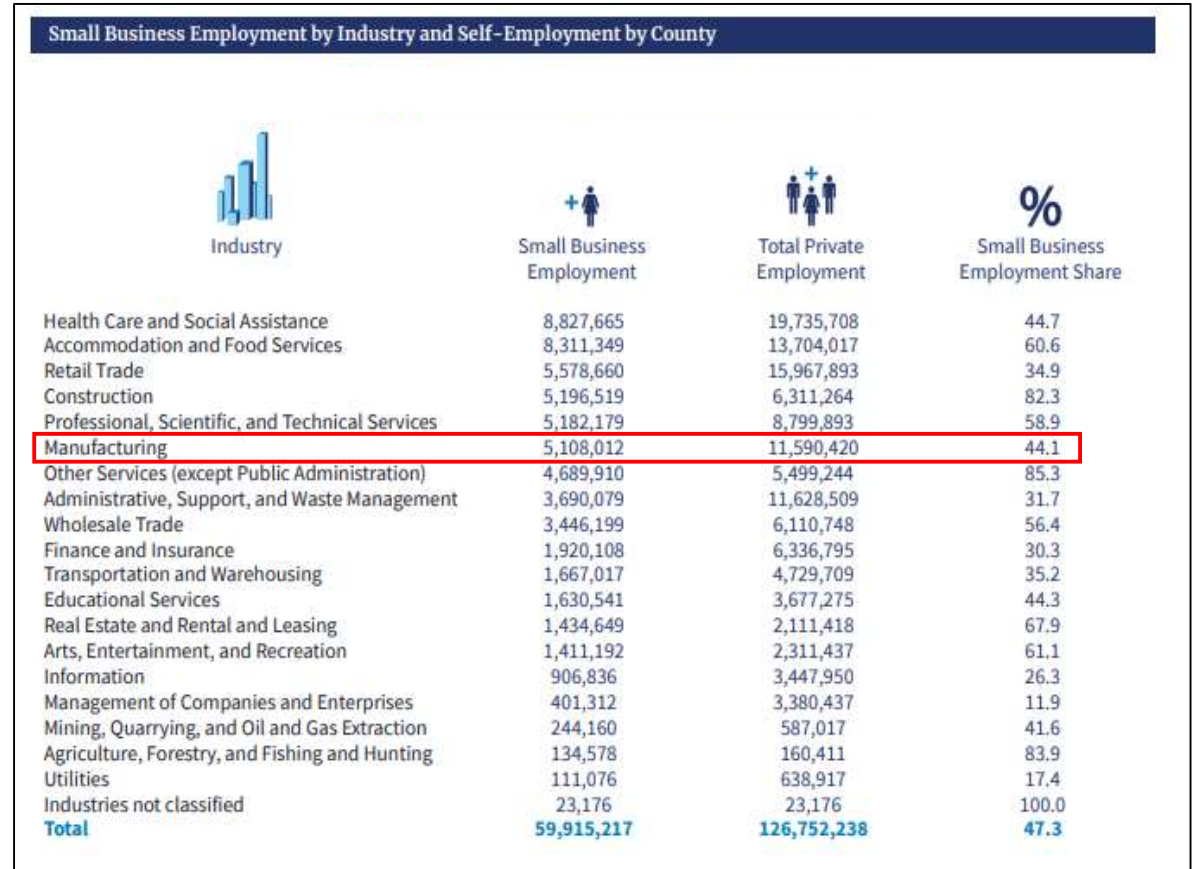 Small Business Employment by Industry and Self-Employment by County
%
Industry
Small Business
Employment
Total Private
Employment
Small Business
Employment Share
Health Care and Social Assistance 8,827,665 19,735,708 44.7
Accommodation and Food Services 8,311,349 13,704,017 60.6
Retail Trade 5,578,660 15,967,893 34.9
Construction 5,196,519 6,311,264 82.3
Professional, Scientific, and Technical Services 5,182,179 8,799,893 58.9
Manufacturing 5,108,012 11,590,420 44.1
Other Services (except Public Administration) 4,689,910 5,499,244 85.3
Administrative, Support, and Waste Management 3,690,079 11,628,509 31.7
Wholesale Trade 3,446,199 6,110,748 56.4
Finance and Insurance 1,920,108 6,336,795 30.3
Transportation and Warehousing 1,667,017 4,729,709 35.2
Educational Services 1,630,541 3,677,275 44.3
Real Estate and Rental and Leasing 1,434,649 2,111,418 67.9
Arts, Entertainment, and Recreation 1,411,192 2,311,437 61.1
Information 906,836 3,447,950 26.3
Management of Companies and Enterprises 401,312 3,380,437 11.9
Mining, Quarrying, and Oil and Gas Extraction 244,160 587,017 41.6
Agriculture, Forestry, and Fishing and Hunting 134,578 160,411 83.9
Utilities 111,076 638,917 17.4
Industries not classified 23,176 23,176 100.0
Total 59,915,217 126,752,238 47.3